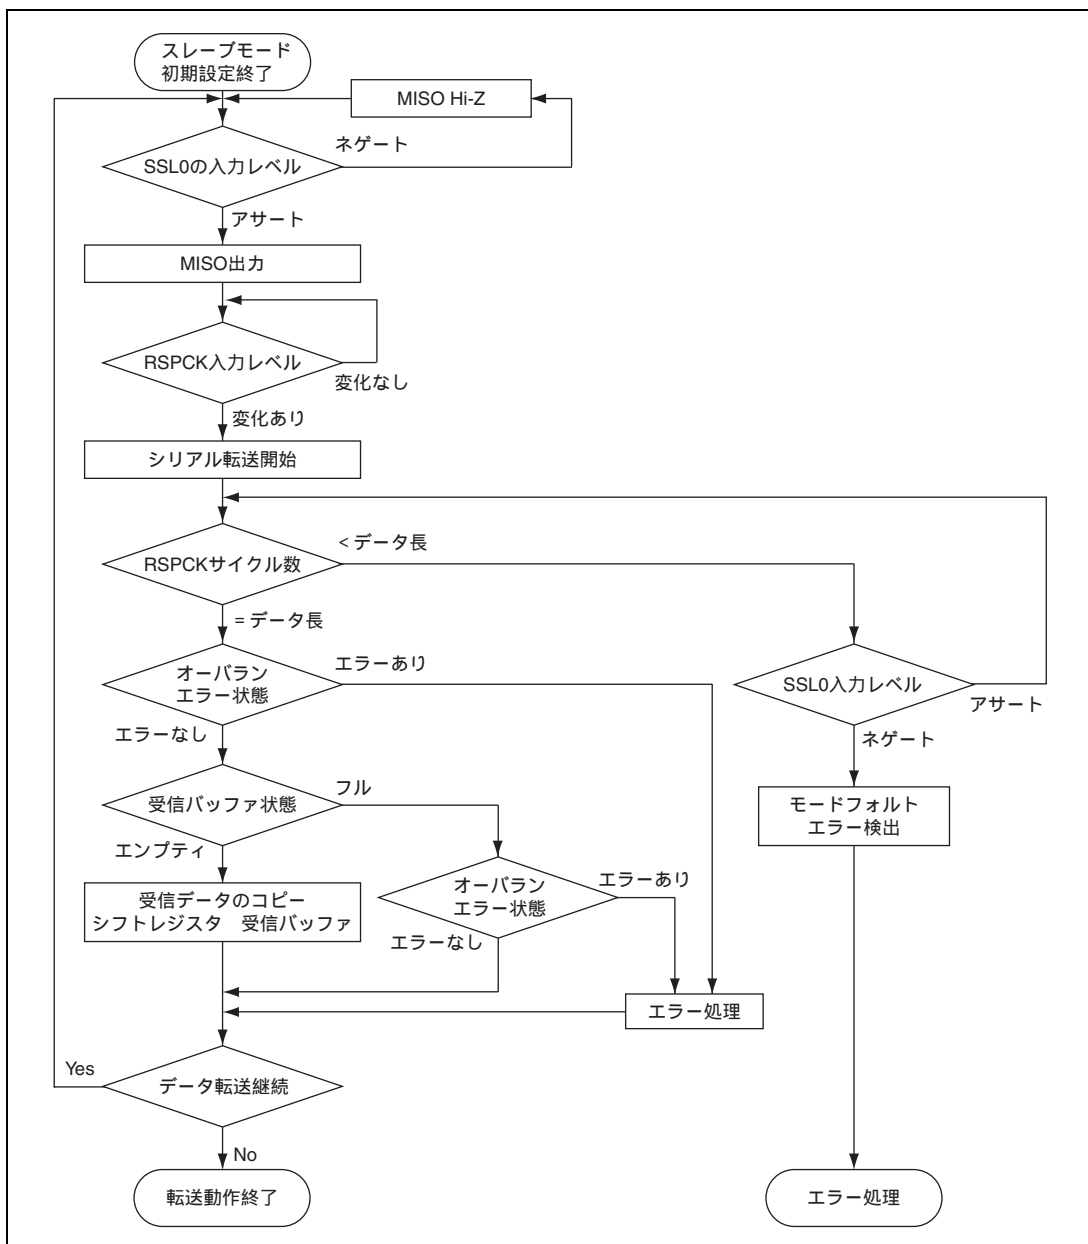 スレーブモード
初期設定終了
MISO Hi-Z
ネゲート
SSL0の入力レベル
アサート
MISO出力
RSPCK入力レベル
変化なし
変化あり
シリアル転送開始
RSPCKサイクル数
< データ長
= データ長
オーバラン
エラー状態
エラーあり
SSL0入力レベル
アサート
エラーなし
ネゲート
受信バッファ状態
フル
モードフォルト
エラー検出
エンプティ
オーバラン
エラー状態
エラーあり
受信データのコピー
シフトレジスタ　受信バッファ
エラーなし
エラー処理
Yes
データ転送継続
No
転送動作終了
エラー処理